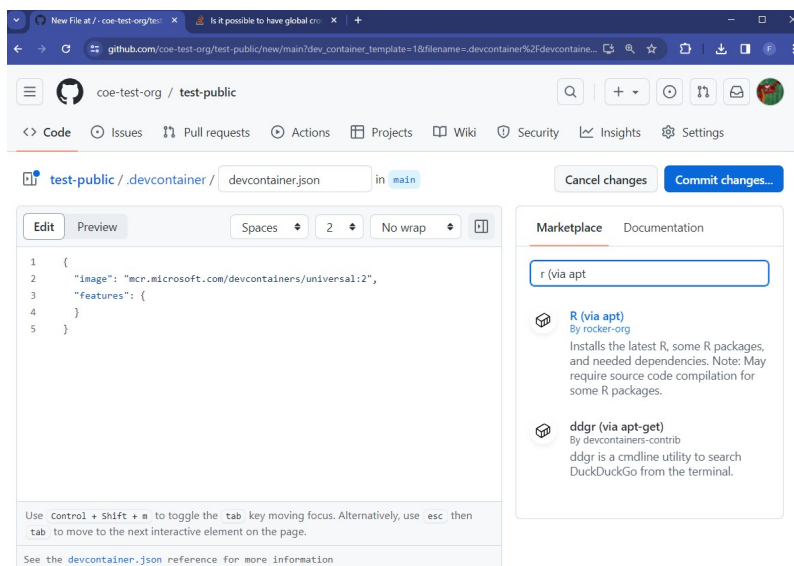 New File at / · coe-test-org/test
Is it possible to have global cro
github.com/coe-test-org/test-public/new/main?dev_container_template=1&filename=.devcontainer%2Fdevcontaine...
F
coe-test-org / test-public
Code
Issues
Pull requests
Actions
Projects
Wiki
Security
Insights
Settings
test-public / .devcontainer / devcontainer.json in main
Cancel changes
Commit changes...
Edit
Preview
Spaces
2
No wrap
Marketplace
Documentation
1 {
2 "image": "mcr.microsoft.com/devcontainers/universal:2",
3 "features": {
4 }
5 }
r (via apt
R (via apt)
By rocker-org
Installs the latest R, some R packages,
and needed dependencies. Note: May
require source code compilation for
some R packages.
ddgr (via apt-get)
By devcontainers-contrib
ddgr is a cmdline utility to search
DuckDuckGo from the terminal.
Use Control + Shift + m to toggle the tab key moving focus. Alternatively, use esc then
tab to move to the next interactive element on the page.
See the devcontainer.json reference for more information